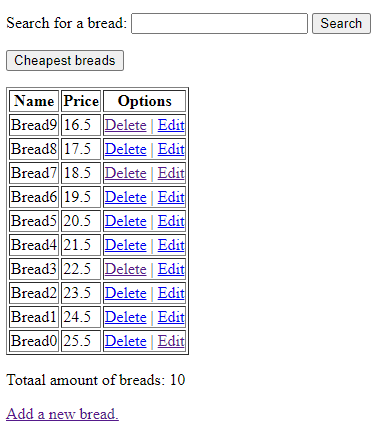 Search for a bread: Search
Cheapest breads
Name Price Options
Bread9 16.5 Delete | Edit
Bread8 17.5 Delete | Edit
Bread7 18.5 Delete | Edit
Bread6 19.5 Delete | Edit
Bread5 20.5 Delete | Edit
Bread4 21.5 Delete | Edit
Bread3 22.5 Delete | Edit
Bread2 23.5 Delete | Edit
Bread1 24.5 Delete | Edit
Bread0 25.5 Delete | Edit
Totaal amount of breads: 10
Add a new bread.